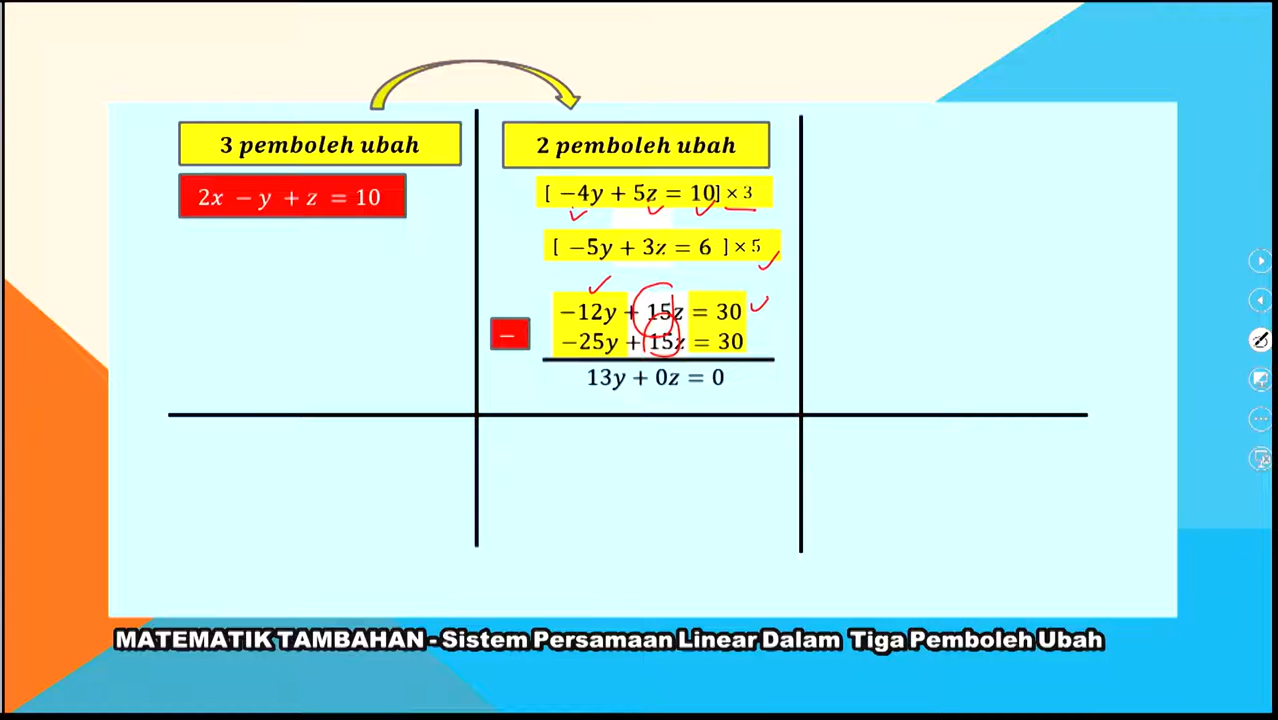 3 pemboleh ubah
2x − y + z = 10
2 pemboleh ubah
[ −4y + 5z = 10] × 3
[ −5y + 3z = 6 ] × 5
−12y + 15z = 30
−
−25y + 15z = 30
13y + 0z = 0
MATEMATIK TAMBAHAN - Sistem Persamaan Linear Dalam Tiga Pemboleh Ubah